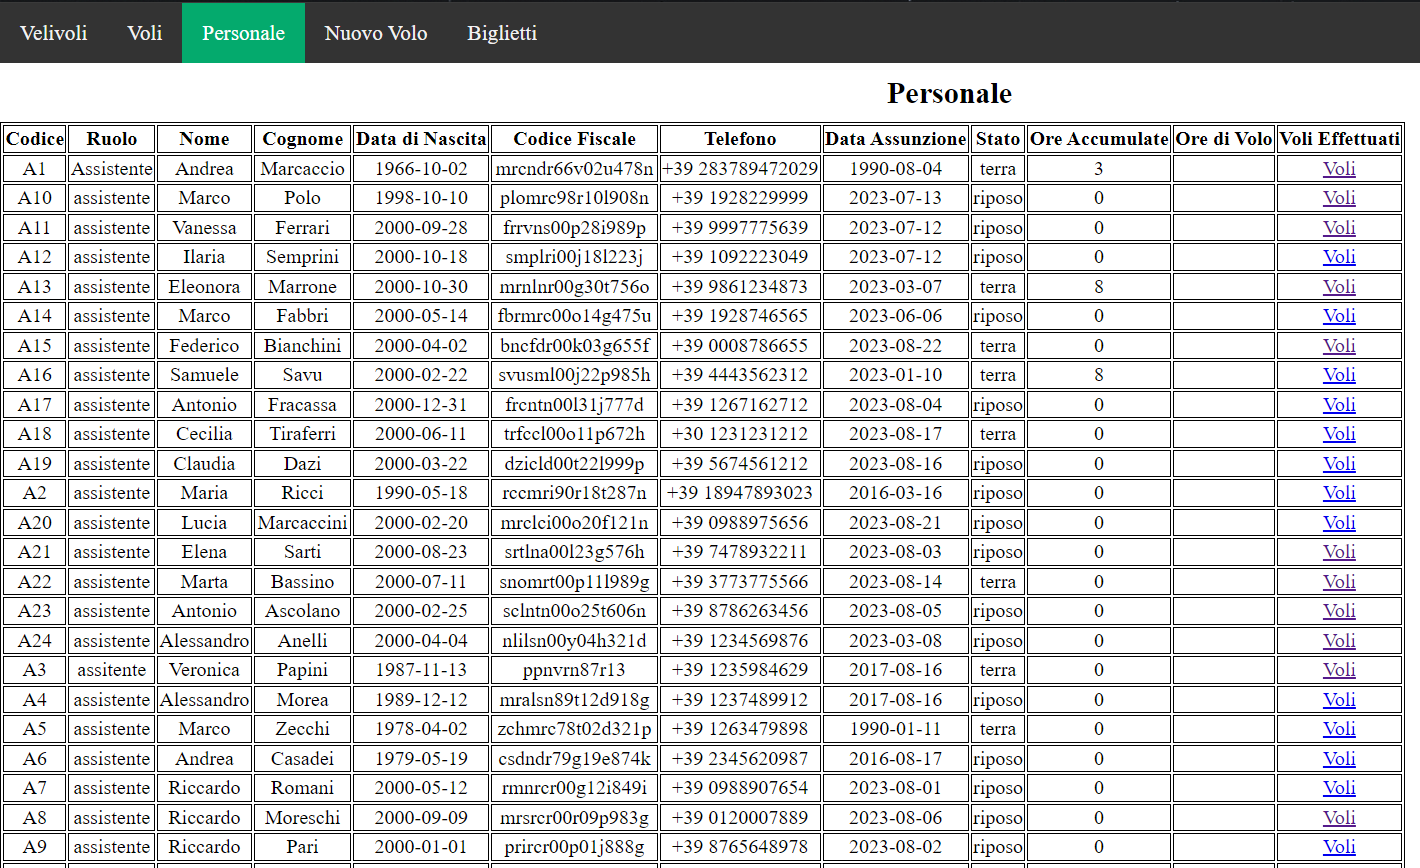 Velivoli Voli Personale Nuovo Volo Biglietti
Personale
Codice Ruolo Nome Cognome Data di Nascita Codice Fiscale Telefono Data Assunzione Stato Ore Accumulate Ore di Volo Voli Effettuati
A1 Assistente Andrea Marcaccio 1966-10-02 mrcndr66v02u478n +39 283789472029 1990-08-04 terra 3 Voli
A10 assistente Marco Polo 1998-10-10 plomrc98r10l908n +39 1928229999 2023-07-13 riposo 0 Voli
A11 assistente Vanessa Ferrari 2000-09-28 frrvns00p28i989p +39 9997775639 2023-07-12 riposo 0 Voli
A12 assistente Ilaria Semprini 2000-10-18 smplri00j18l223j +39 1092223049 2023-07-12 riposo 0 Voli
A13 assistente Eleonora Marrone 2000-10-30 mrnlnr00g30t756o +39 9861234873 2023-03-07 terra 8 Voli
A14 assistente Marco Fabbri 2000-05-14 fbrmrc00o14g475u +39 1928746565 2023-06-06 riposo 0 Voli
A15 assistente Federico Bianchini 2000-04-02 bncfdr00k03g655f +39 0008786655 2023-08-22 terra 0 Voli
A16 assistente Samuele Savu 2000-02-22 svusml00j22p985h +39 4443562312 2023-01-10 terra 8 Voli
A17 assistente Antonio Fracassa 2000-12-31 frcntn00l31j777d +39 1267162712 2023-08-04 riposo 0 Voli
A18 assistente Cecilia Tiraferri 2000-06-11 trfccl00o11p672h +30 1231231212 2023-08-17 terra 0 Voli
A19 assistente Claudia Dazi 2000-03-22 dzicld00t22l999p +39 5674561212 2023-08-16 riposo 0 Voli
A2 assistente Maria Ricci 1990-05-18 rccmri90r18t287n +39 18947893023 2016-03-16 riposo 0 Voli
A20 assistente Lucia Marcaccini 2000-02-20 mrclci00o20f121n +39 0988975656 2023-08-21 riposo 0 Voli
A21 assistente Elena Sarti 2000-08-23 srtlna00l23g576h +39 7478932211 2023-08-03 riposo 0 Voli
A22 assistente Marta Bassino 2000-07-11 snomrt00p11l989g +39 3773775566 2023-08-14 terra 0 Voli
A23 assistente Antonio Ascolano 2000-02-25 sclntn00o25t606n +39 8786263456 2023-08-05 riposo 0 Voli
A24 assistente Alessandro Anelli 2000-04-04 nlilsn00y04h321d +39 1234569876 2023-03-08 riposo 0 Voli
A3 assitente Veronica Papini 1987-11-13 ppnvrn87r13 +39 1235984629 2017-08-16 terra 0 Voli
A4 assistente Alessandro Morea 1989-12-12 mralsn89t12d918g +39 1237489912 2017-08-16 riposo 0 Voli
A5 assistente Marco Zecchi 1978-04-02 zchmrc78t02d321p +39 1263479898 1990-01-11 terra 0 Voli
A6 assistente Andrea Casadei 1979-05-19 csdndr79g19e874k +39 2345620987 2016-08-17 riposo 0 Voli
A7 assistente Riccardo Romani 2000-05-12 rmnrcr00g12i849i +39 0988907654 2023-08-01 riposo 0 Voli
A8 assistente Riccardo Moreschi 2000-09-09 mrsrcr00r09p983g +39 0120007889 2023-08-06 riposo 0 Voli
A9 assistente Riccardo Pari 2000-01-01 prircr00p01j888g +39 8765648978 2023-08-02 riposo 0 Voli